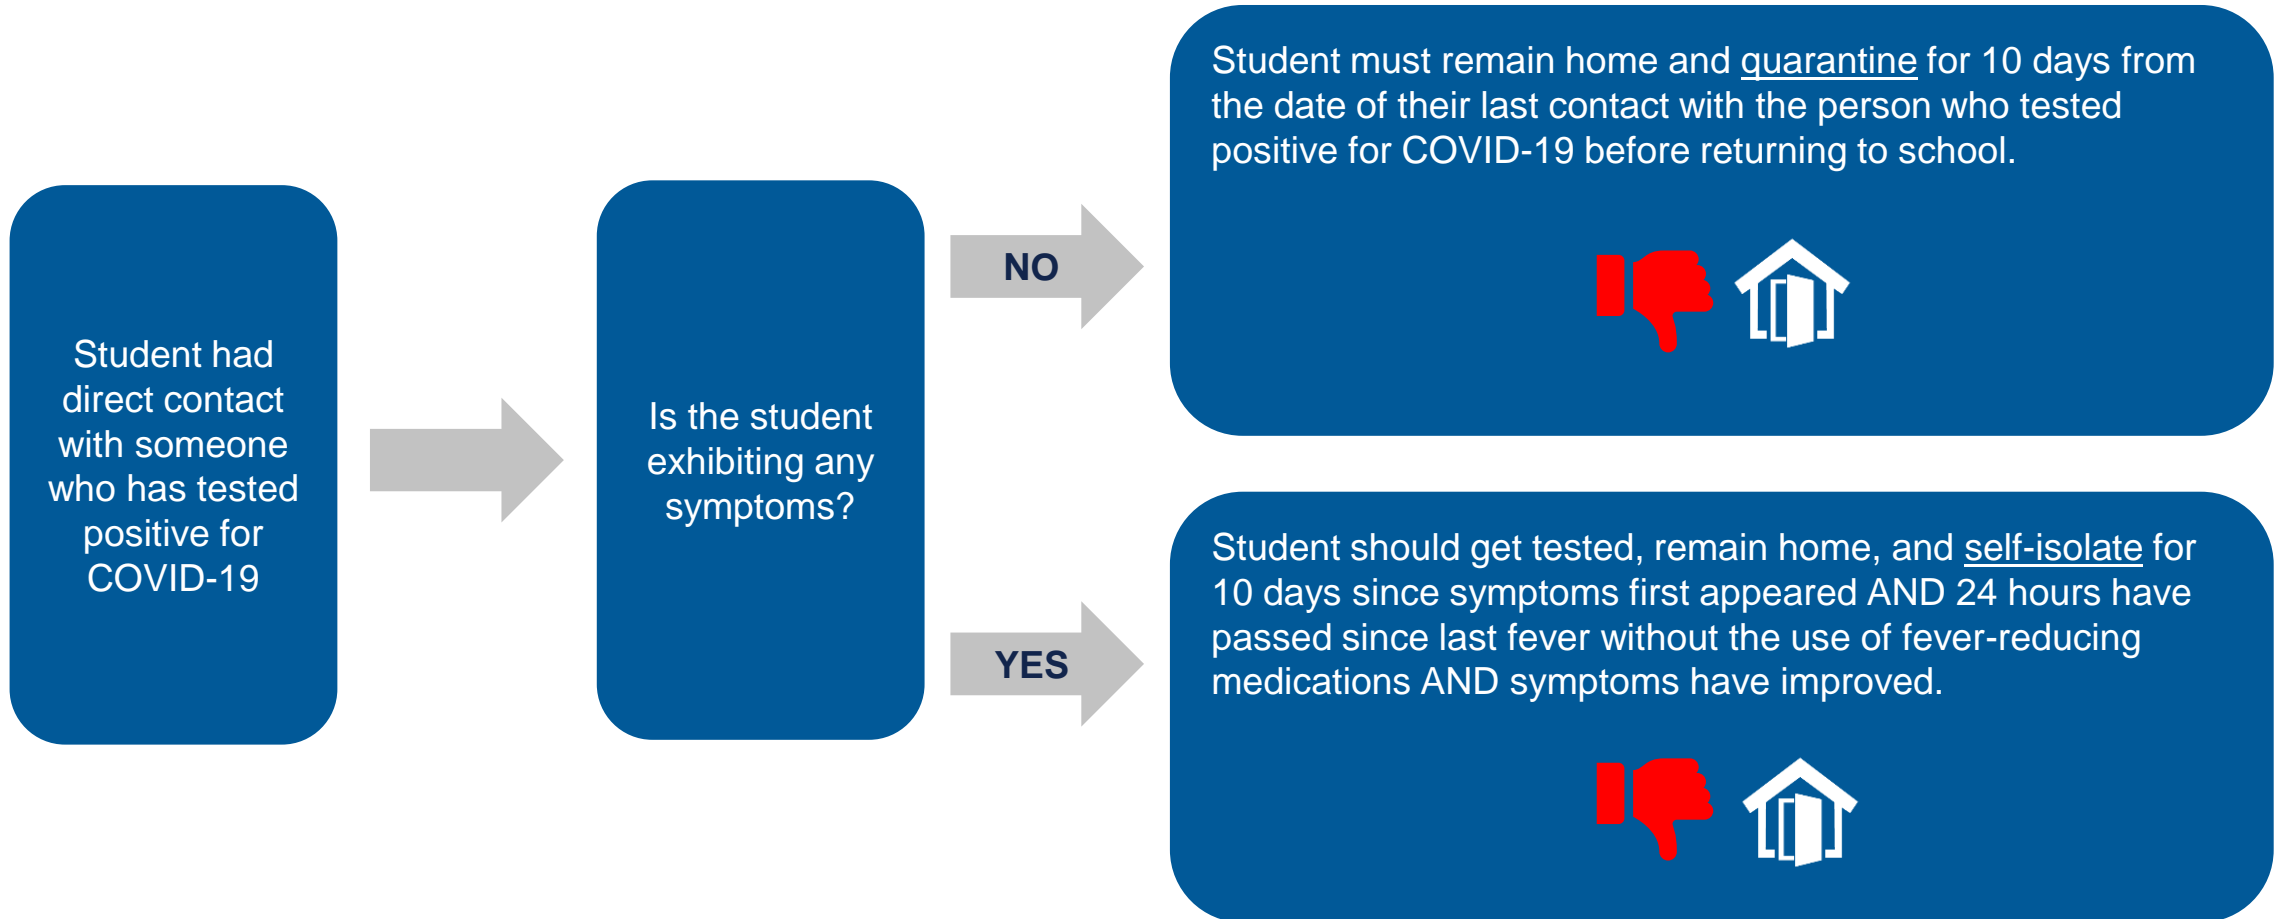 Student had
direct contact
with someone
who has tested
positive for
COVID-19
Is the student
exhibiting any
symptoms?
NO
Student must remain home and quarantine for 10 days from
the date of their last contact with the person who tested
positive for COVID-19 before returning to school.
YES
Student should get tested, remain home, and self-isolate for
10 days since symptoms first appeared AND 24 hours have
passed since last fever without the use of fever-reducing
medications AND symptoms have improved.